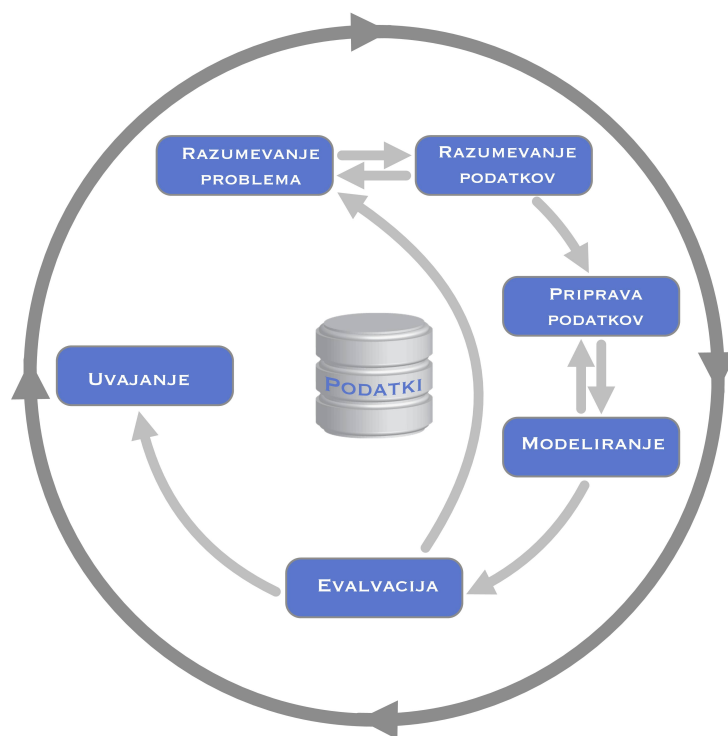 RAZUMEVANJE
PROBLEMA
RAZUMEVANJE
PODATKOV
PRIPRAVA
PODATKOV
UVAJANJE
PODATKI
MODELIRANJE
EVALVACIJA